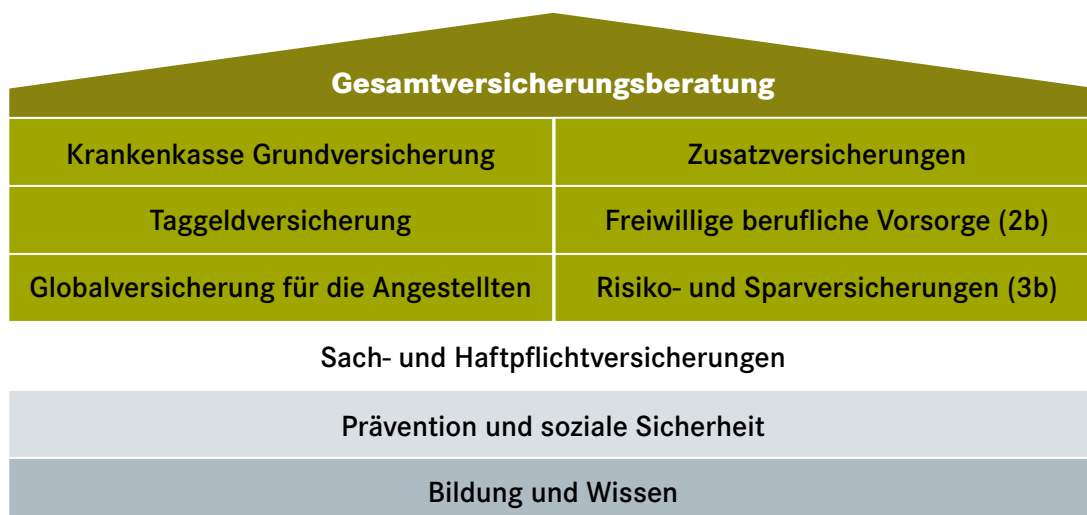 Gesamtversicherungsberatung
Krankenkasse Grundversicherung
Zusatzversicherungen
Taggeldversicherung
Freiwillige berufliche Vorsorge (2b)
Globalversicherung für die Angestellten
Risiko- und Sparversicherungen (3b)
Sach- und Haftpflichtversicherungen
Prävention und soziale Sicherheit
Bildung und Wissen